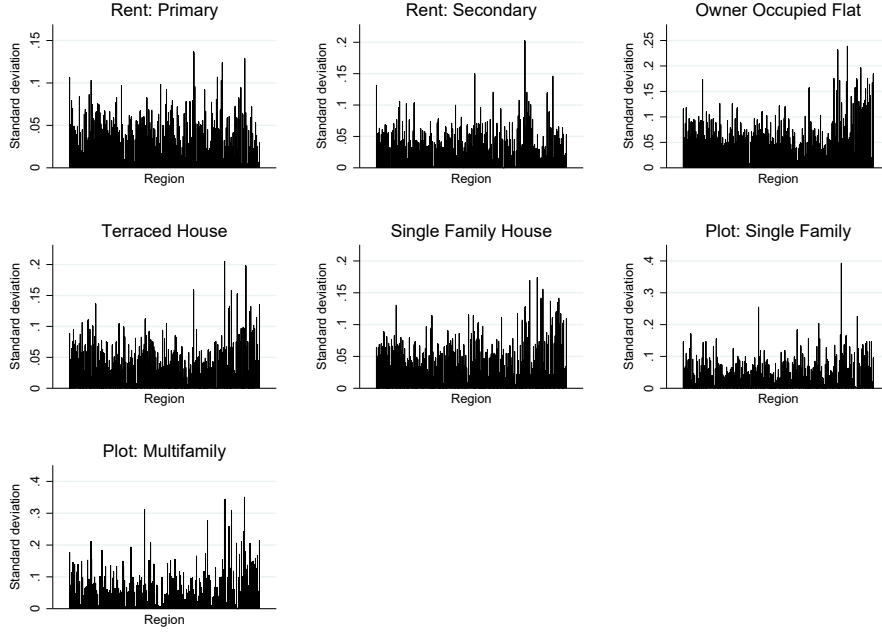 Rent: Primary
Standard deviation
.15
.1
.05
0
Region
Rent: Secondary
Standard deviation
.2
.15
.1
.05
0
Region
Owner Occupied Flat
Standard deviation
.25
.2
.15
.1
.05
0
Region
Terraced House
Standard deviation
.2
.15
.1
.05
0
Region
Single Family House
Standard deviation
.2
.15
.1
.05
0
Region
Plot: Single Family
Standard deviation
.4
.3
.2
.1
0
Region
Plot: Multifamily
Standard deviation
.4
.3
.2
.1
0
Region